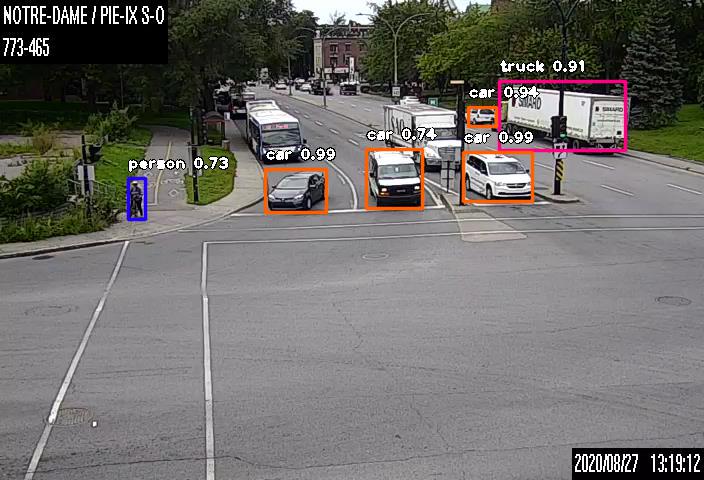 NOTRE-DAME / PIE-IX S-O
773-465
truck 0.91
car 0.94
SIMARD
SIMARD
car 0.74
car 0.99
car 0.99
person 0.73
2020/08/27 13:19:12